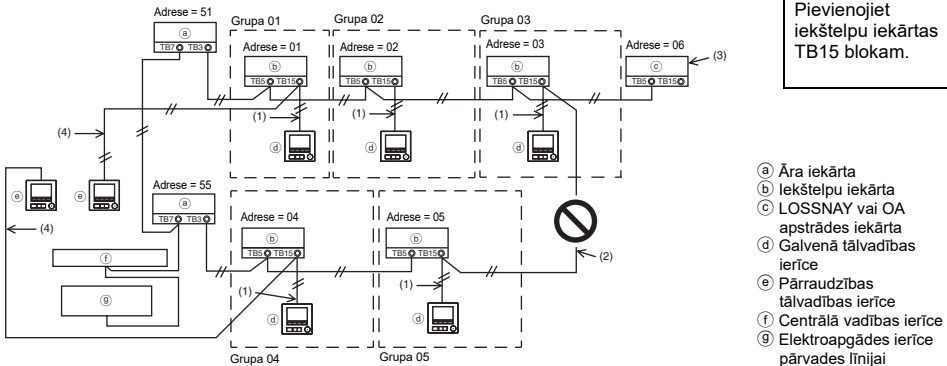 Adrese = 51
ⓐ
TB7 TB3
Grupa 01
Adrese = 01
ⓑ
TB5 TB15
(1)
ⓓ
Grupa 02
Adrese = 02
ⓑ
TB5 TB15
(1)
ⓓ
Grupa 03
Adrese = 03
ⓑ
TB5 TB15
(1)
ⓓ
Adrese = 06
ⓒ
(3)
TB5 TB15
(4)
ⓔ
ⓔ
(4)
Adrese = 55
ⓐ
TB7 TB3
ⓕ
ⓖ
Adrese = 04
ⓑ
TB5 TB15
(1)
ⓓ
Grupa 04
Adrese = 05
ⓑ
TB5 TB15
(1)
ⓓ
Grupa 05
(2)
Pievienojiet
iekštelpu iekārtas
TB15 blokam.
ⓐ Āra iekārta
ⓑ Iekštelpu iekārta
ⓒ LOSSNAY vai OA
apstrādes iekārta
ⓓ Galvenā tālvadības
ierīce
ⓔ Pārraudzības
tālvadības ierīce
ⓕ Centrālā vadības ierīce
ⓖ Elektroapgādes ierīce
pārvades līnijai